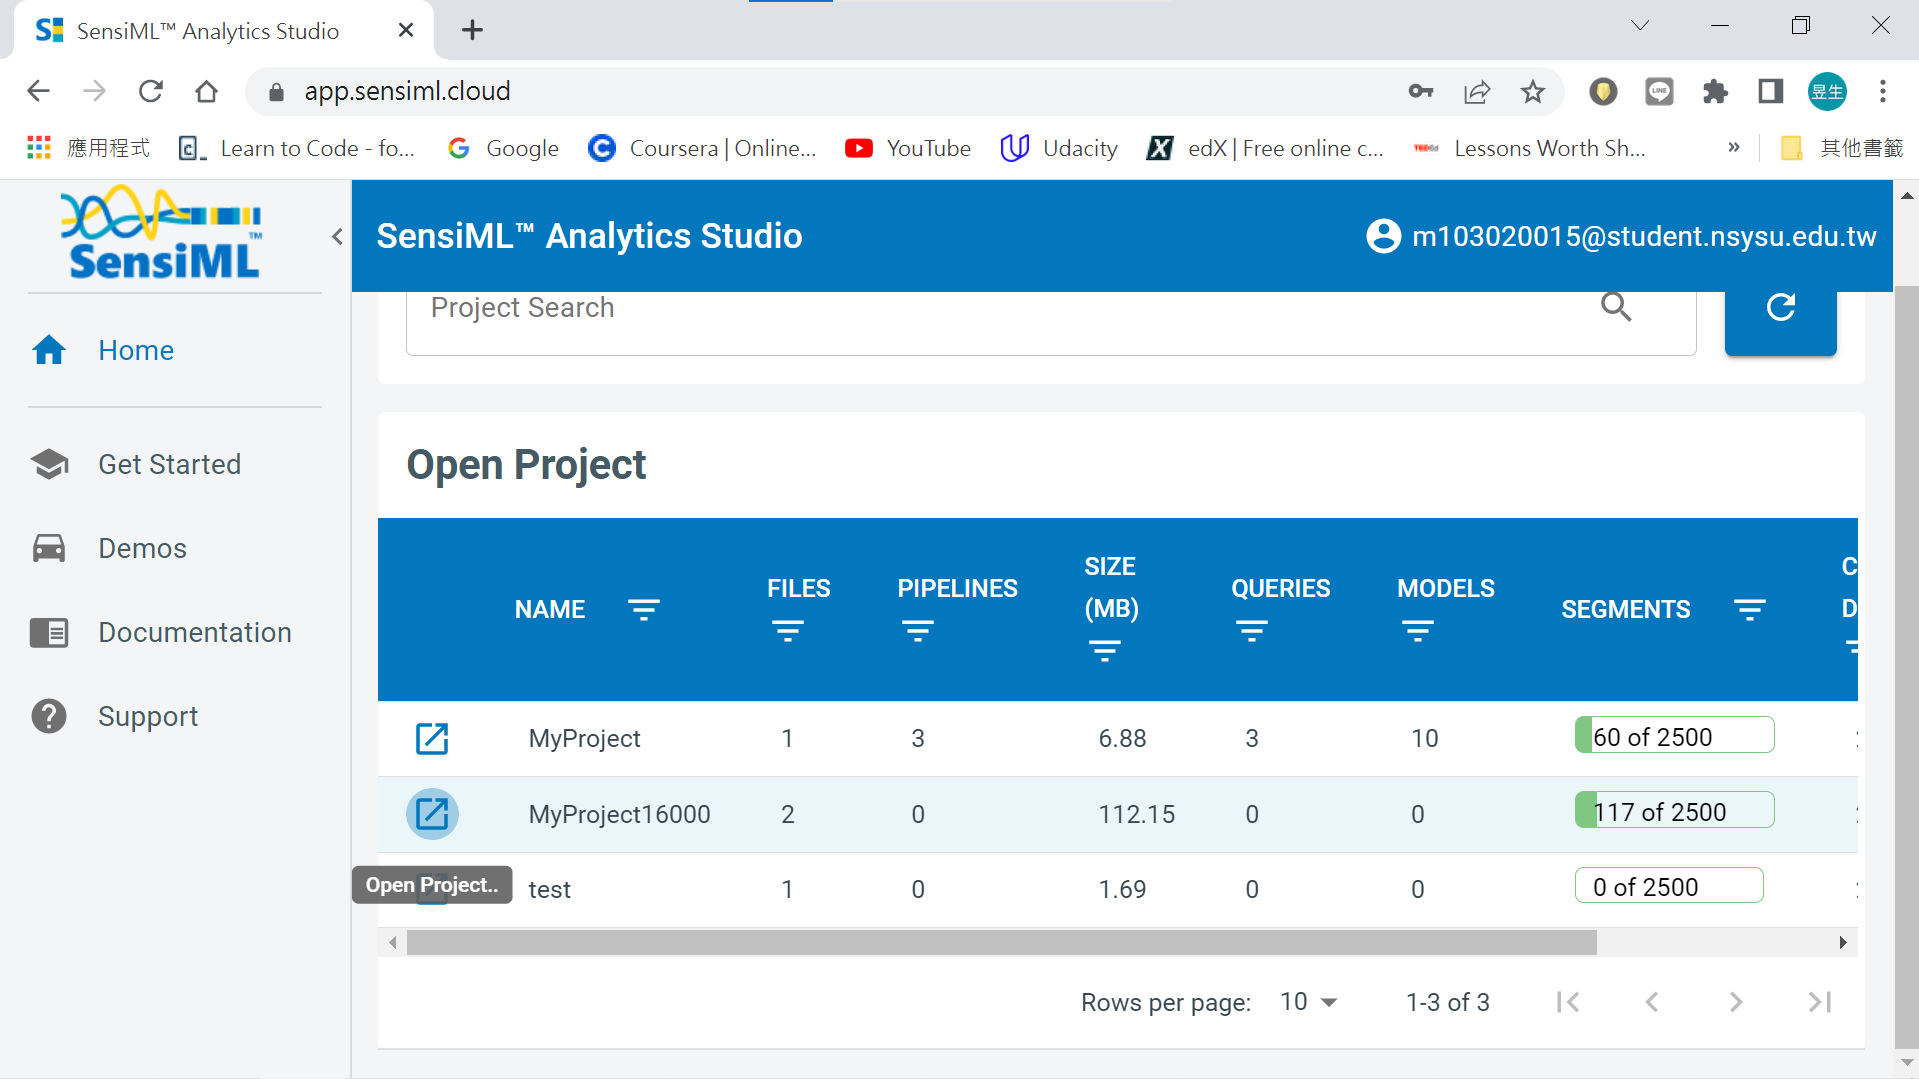 SensiML™ Analytics Studio
app.sensiml.cloud
LINE
昱生
應用程式
Learn to Code - fo...
Google
Coursera | Online...
YouTube
Udacity
edX | Free online c...
Lessons Worth Sh...
»
其他書籤
SensiML™
SensiML™ Analytics Studio
m103020015@student.nsysu.edu.tw
Project Search
Home
Get Started
Demos
Documentation
Support
Open Project
NAME
FILES
PIPELINES
SIZE
(MB)
QUERIES
MODELS
SEGMENTS
C
D
MyProject 1 3 6.88 3 10 60 of 2500
MyProject16000 2 0 112.15 0 0 117 of 2500
Open Project..
test 1 0 1.69 0 0 0 of 2500
Rows per page: 10 1-3 of 3